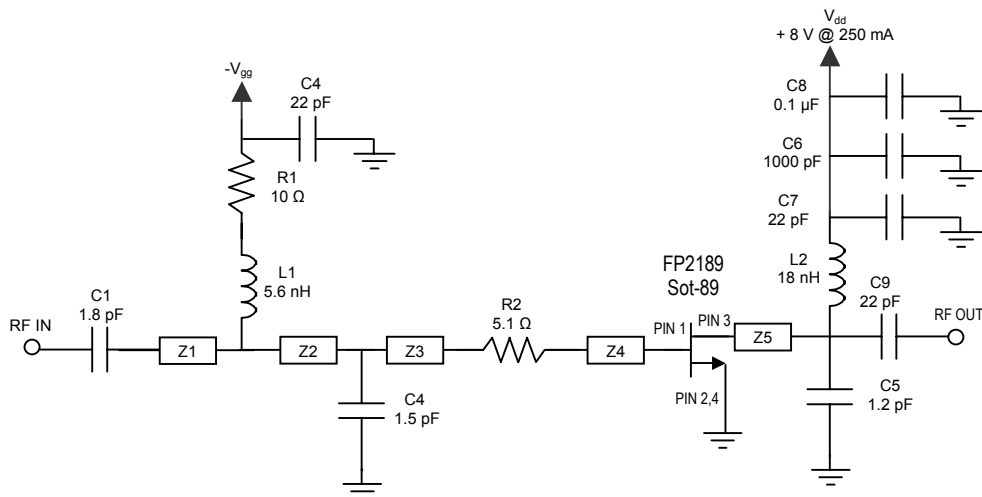 Vdd
+ 8 V @ 250 mA
-Vgg
C4
22 pF
C8
0.1 µF
C6
1000 pF
R1
10 Ω
C7
22 pF
L1
5.6 nH
FP2189
Sot-89
L2
18 nH
C9
22 pF
C1
1.8 pF
R2
5.1 Ω
RF IN
RF OUT
PIN 1
PIN 3
Z1
Z2
Z3
Z4
Z5
PIN 2,4
C4
1.5 pF
C5
1.2 pF